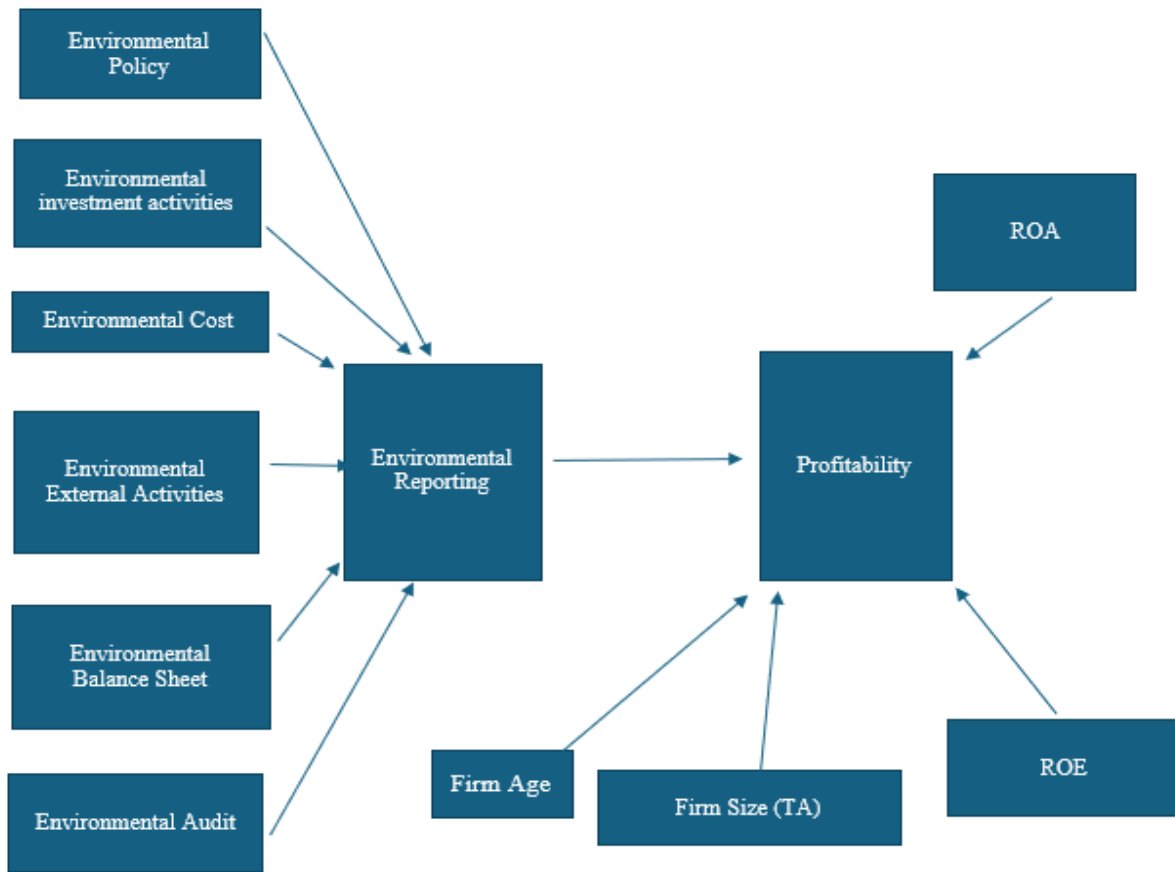 Environmental
Policy
Environmental
investment activities
Environmental Cost
Environmental
External Activities
Environmental
Balance Sheet
Environmental Audit
Environmental
Reporting
Profitability
ROA
ROE
Firm Age
Firm Size (TA)